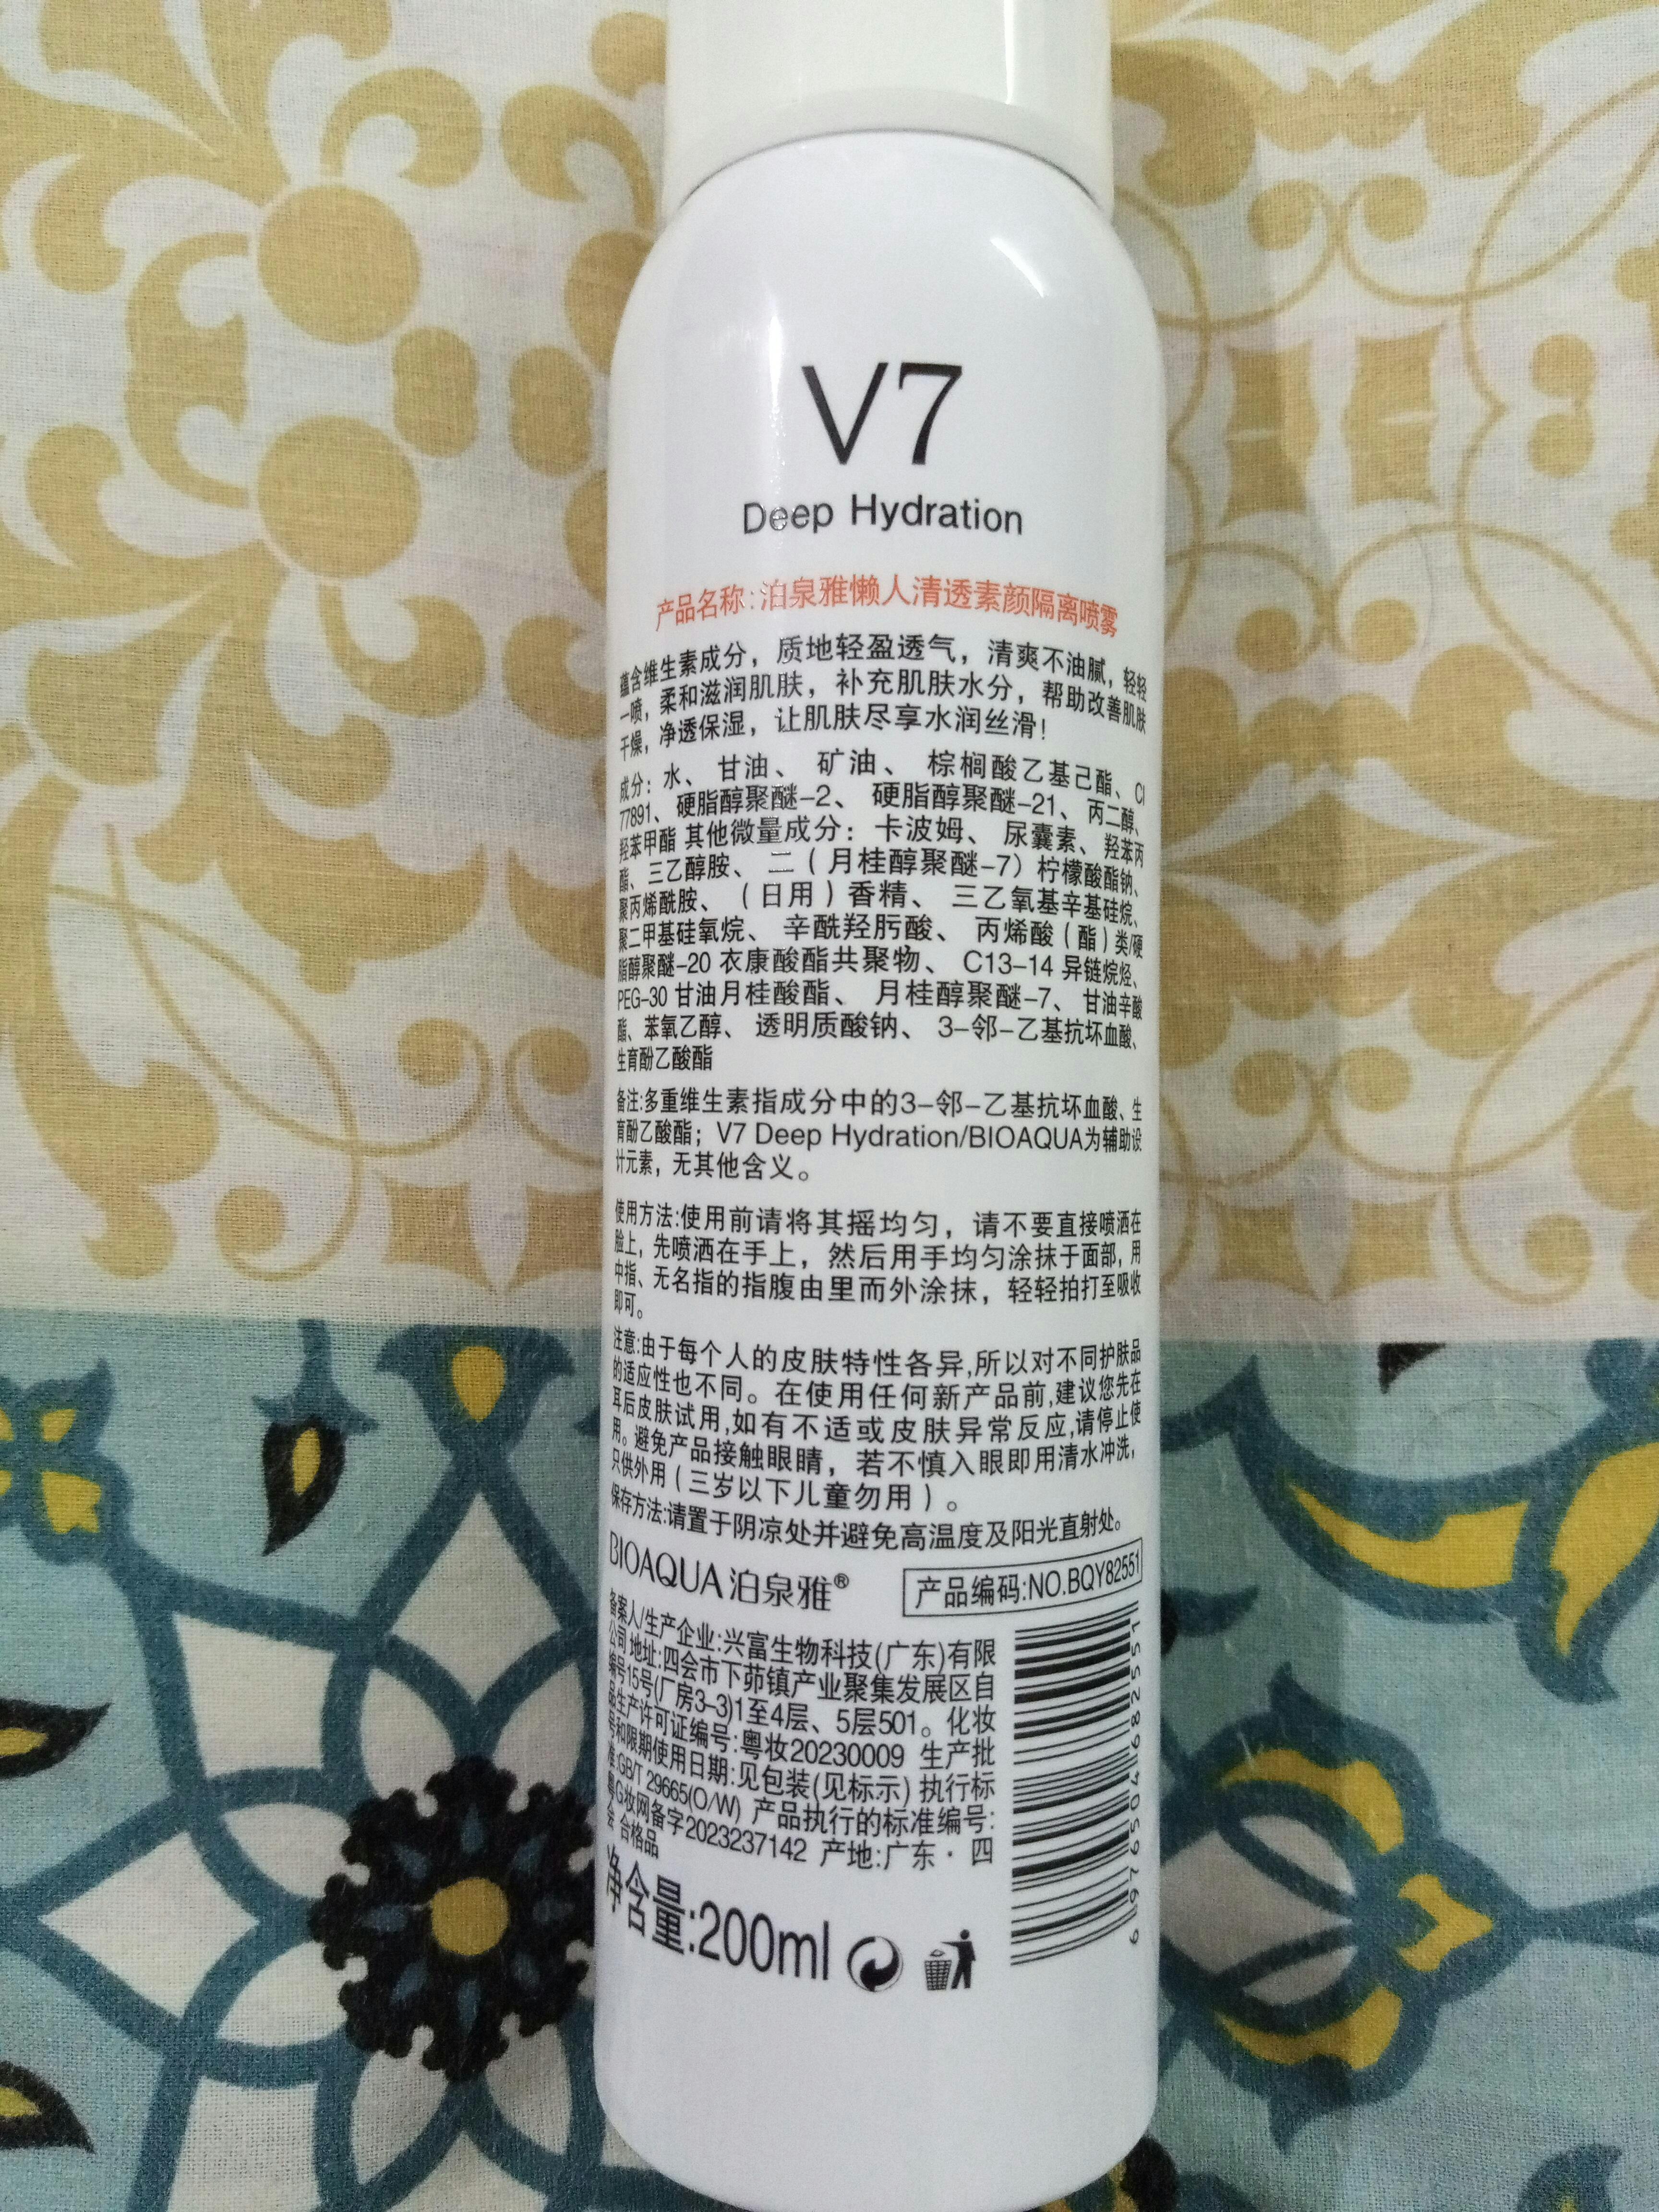 V7
Deep Hydration
产品名称:泊泉雅懒人清透素颜隔离喷雾
蕴含维生素成分，质地轻盈透气，清爽不油腻，轻轻
一喷，柔和滋润肌肤，补充肌肤水分，帮助改善肌肤
干燥，净透保湿，让肌肤尽享水润丝滑！
成分：水、甘油、矿油、棕榈酸乙基己酯、CI
77891、硬脂醇聚醚-2、硬脂醇聚醚-21、丙二醇、
羟苯甲酯 其他微量成分：卡波姆、尿囊素、羟苯丙
酯、三乙醇胺、二（月桂醇聚醚-7）柠檬酸酯钠、
聚丙烯酰胺、（日用）香精、三乙氧基辛基硅烷、
聚二甲基硅氧烷、辛酰羟肟酸、丙烯酸（酯）类/硬
脂醇聚醚-20 衣康酸酯共聚物、C13-14 异链烷烃、
PEG-30 甘油月桂酸酯、月桂醇聚醚-7、甘油辛酸
酯、苯氧乙醇、透明质酸钠、3-邻-乙基抗坏血酸、
生育酚乙酸酯
备注:多重维生素指成分中的3-邻-乙基抗坏血酸、生
育酚乙酸酯；V7 Deep Hydration/BIOAQUA为辅助设
计元素，无其他含义。
使用方法:使用前请将其摇均匀，请不要直接喷洒在
脸上，先喷洒在手上，然后用手均匀涂抹于面部，用
中指、无名指的指腹由里而外涂抹，轻轻拍打至吸收
即可。
注意:由于每个人的皮肤特性各异,所以对不同护肤品
的适应性也不同。在使用任何新产品前,建议您先在
耳后皮肤试用,如有不适或皮肤异常反应,请停止使
用。避免产品接触眼睛，若不慎入眼即用清水冲洗,
只供外用（三岁以下儿童勿用）。
保存方法:请置于阴凉处并避免高温度及阳光直射处。
BIOAQUA 泊泉雅®
产品编码:NO.BQY82551
备案人/生产企业:兴富生物科技(广东)有限
公司 地址:四会市下茆镇产业聚集发展区自
编号15号(厂房3-3)1至4层、5层501。化妆
品生产许可证编号:粤妆20230009 生产批
号和限期使用日期:见包装(见标示) 执行标
准:GB/T 29665(O/W) 产品执行的标准编号:
粤G妆网备字2023237142 产地:广东·四
会 合格品
净含量:200ml
6976504682551